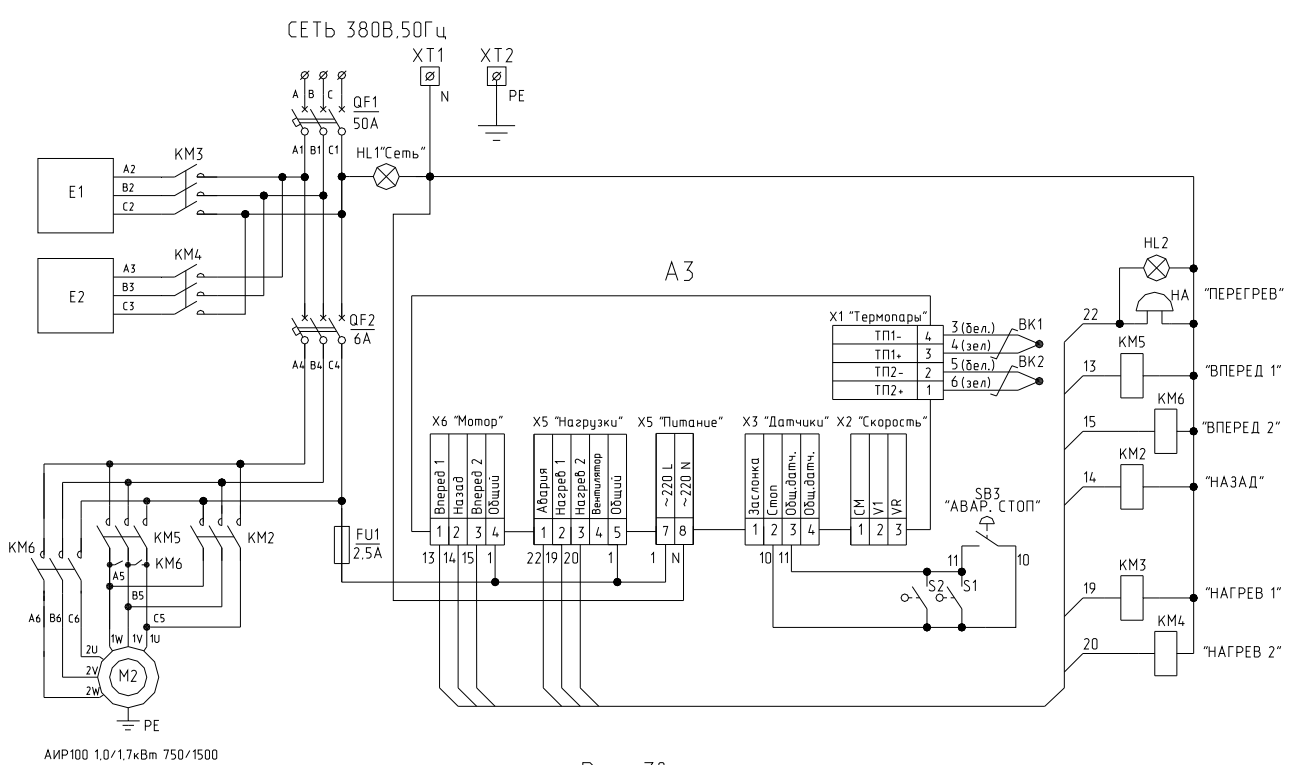 СЕТЬ 380В,50Гц
XT1
XT2
N
PE
A B C
QF1
50А
A1 B1 C1
HL1"Сеть"
KM3
E1
A2
B2
C2
KM4
E2
A3
B3
C3
QF2
6А
A4 B4 C4
A3
HL2
HA
"ПЕРЕГРЕВ"
22
X1 "Термопары"
ТП1- 4 3(бел.)
ТП1+ 3 4(зел)
ТП2- 2 5(бел.)
ТП2+ 1 6(зел)
BK1
BK2
KM5
13
"ВПЕРЕД 1"
KM6
15
"ВПЕРЕД 2"
KM2
14
"НАЗАД"
KM3
19
"НАГРЕВ 1"
KM4
20
"НАГРЕВ 2"
X6 "Мотор"
Вперед 1
Назад
Вперед 2
Общий
1 2 3 4
13 14 15 1
X5 "Нагрузки"
Авария
Нагрев 1
Нагрев 2
Вентилятор
Общий
1 2 3 4 5
22 19 20 1
X5 "Питание"
~220 L
~220 N
7 8
1 N
X3 "Датчики"
Заслонка
Стоп
Общ.датч.
Общ.датч.
1 2 3 4
10 11
X2 "Скорость"
CM
V1
VR
1 2 3
SB3
"АВАР. СТОП"
11
10
S2
S1
FU1
2,5А
KM6
KM5
KM2
KM6
A5
B5
C5
A6 B6 C6
1W 1V 1U
2U
2V
2W
M2
PE
АИР100 1,0/1,7кВт 750/1500